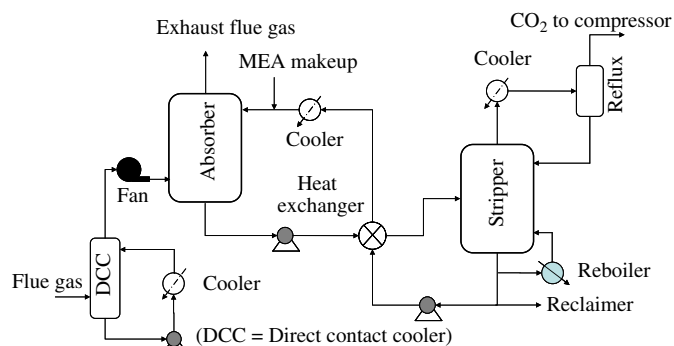 Exhaust flue gas
CO2 to compressor
MEA makeup
Cooler
Reflux
Absorber
Cooler
Fan
Heat
exchanger
Stripper
DCC
Flue gas
Cooler
Reboiler
Reclaimer
(DCC = Direct contact cooler)